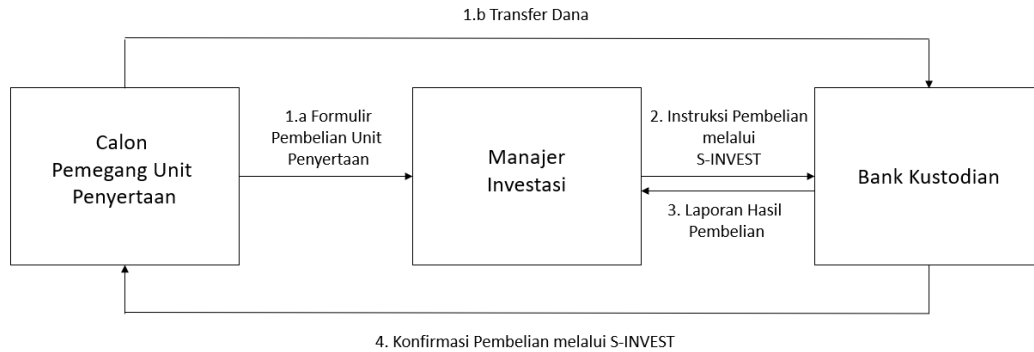 1.b Transfer Dana
Calon
Pemegang Unit
Penyertaan
1.a Formulir
Pembelian Unit
Penyertaan
Manajer
Investasi
2. Instruksi Pembelian
melalui
S-INVEST
3. Laporan Hasil
Pembelian
Bank Kustodian
4. Konfirmasi Pembelian melalui S-INVEST